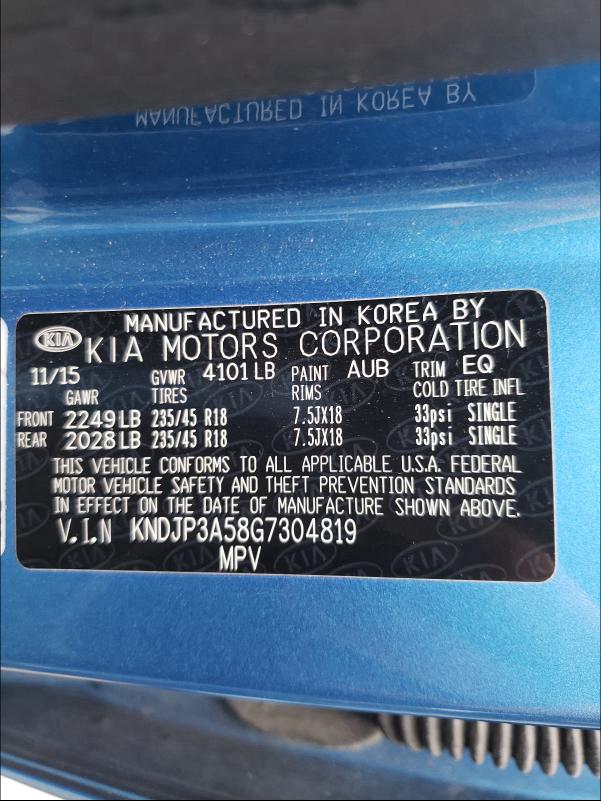 MANUFACTURED IN KOREA BY
MANUFACTURED IN KOREA BY
KIA KIA MOTORS CORPORATION
11/15 GVWR 4101 LB PAINT AUB TRIM EQ
GAWR TIRES RIMS COLD TIRE INFL
FRONT 2249 LB 235/45 R18 7.5JX18 33psi SINGLE
REAR 2028 LB 235/45 R18 7.5JX18 33psi SINGLE
THIS VEHICLE CONFORMS TO ALL APPLICABLE U.S.A. FEDERAL
MOTOR VEHICLE SAFETY AND THEFT PREVENTION STANDARDS
IN EFFECT ON THE DATE OF MANUFACTURE SHOWN ABOVE.
V.I.N KNDJP3A58G7304819
MPV